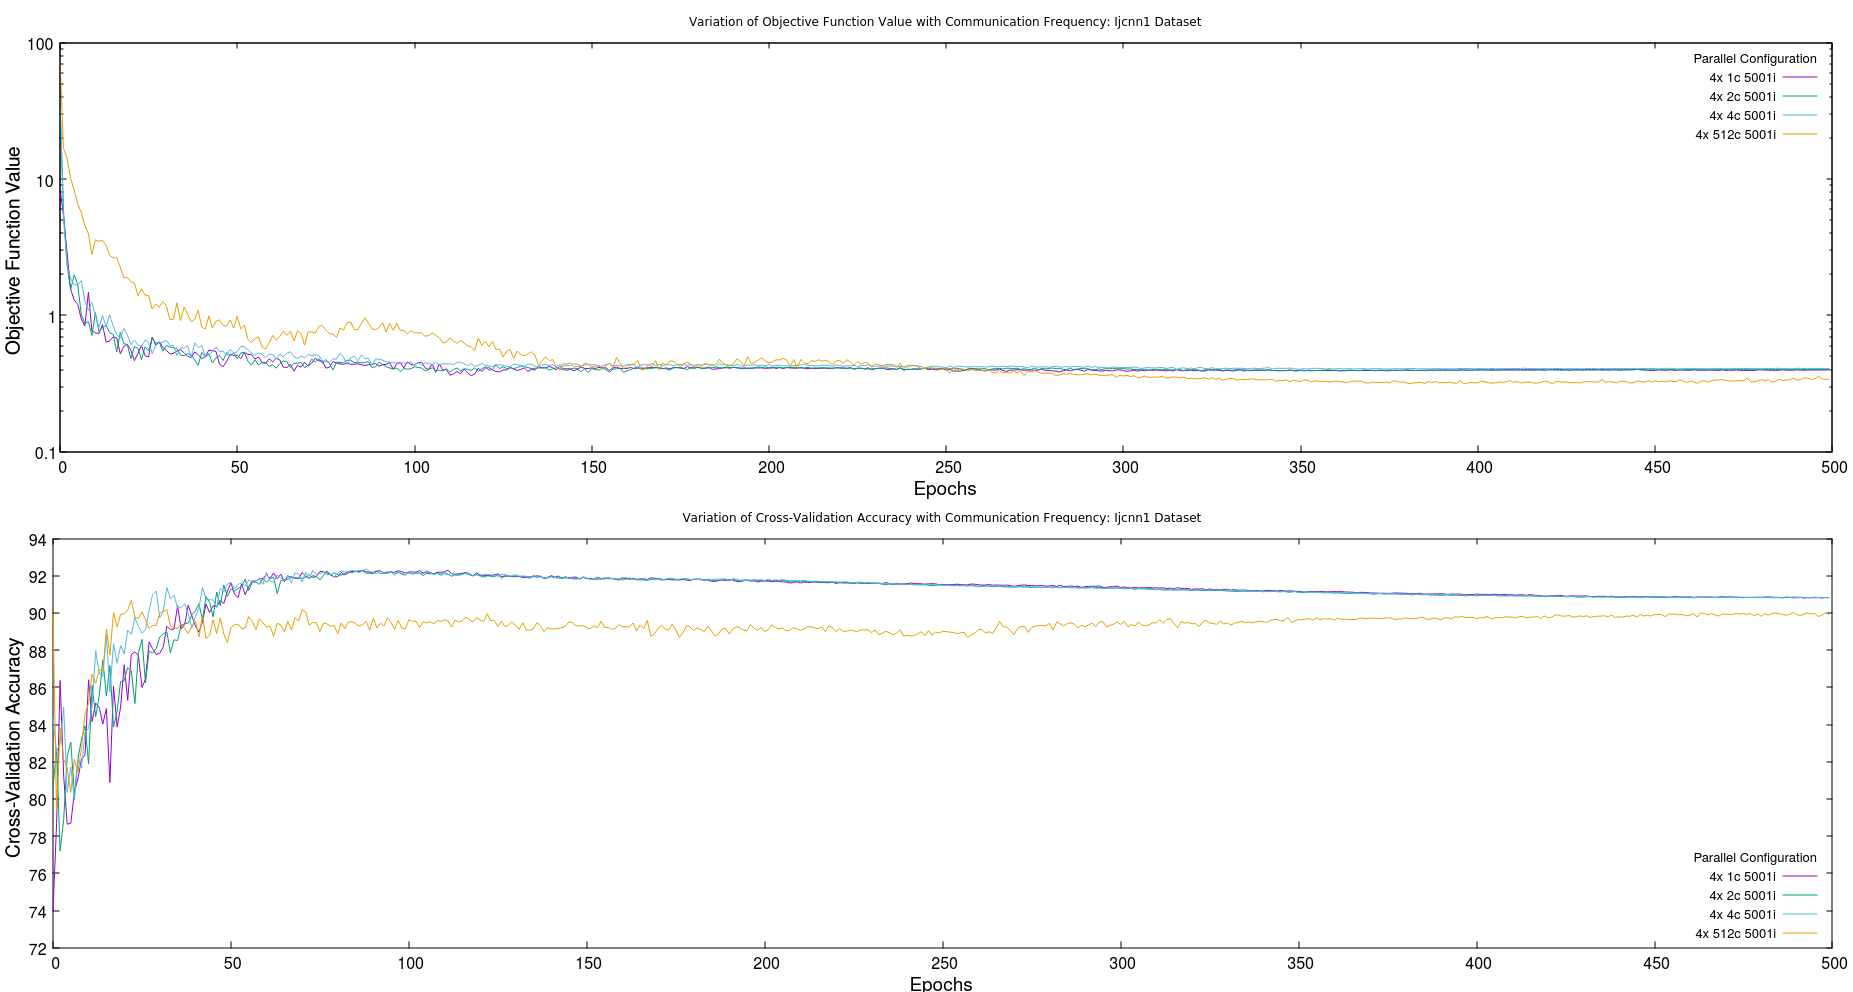 Variation of Objective Function Value with Communication Frequency: Ijcnn1 Dataset
100
10
1
0.1
Objective Function Value
Parallel Configuration
4x 1c 5001i
4x 2c 5001i
4x 4c 5001i
4x 512c 5001i
0 50 100 150 200 250 300 350 400 450 500
Epochs
Variation of Cross-Validation Accuracy with Communication Frequency: Ijcnn1 Dataset
94
92
90
88
86
84
82
80
78
76
74
72
Cross-Validation Accuracy
Parallel Configuration
4x 1c 5001i
4x 2c 5001i
4x 4c 5001i
4x 512c 5001i
0 50 100 150 200 250 300 350 400 450 500
Epochs